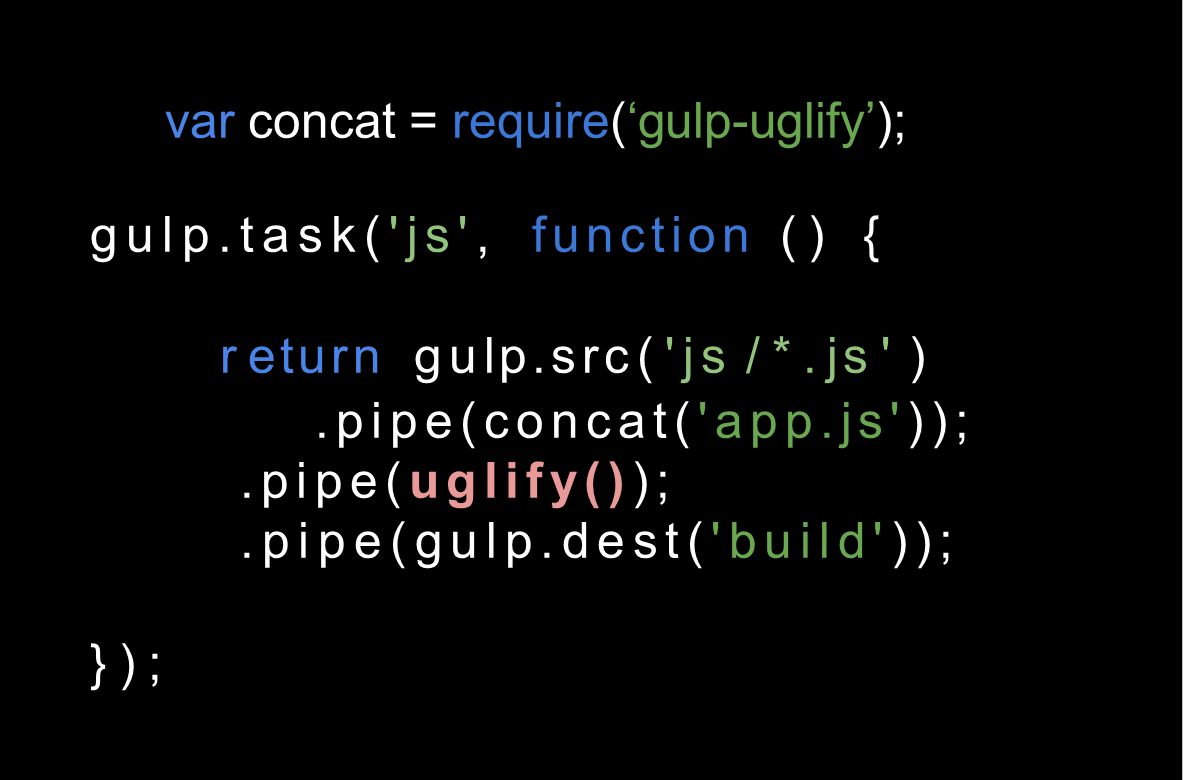 var concat = require(‘gulp-uglify’);
gulp.task('js', function () {
return gulp.src('js/*.js')
.pipe(concat('app.js'));
.pipe(uglify());
.pipe(gulp.dest('build'));
});